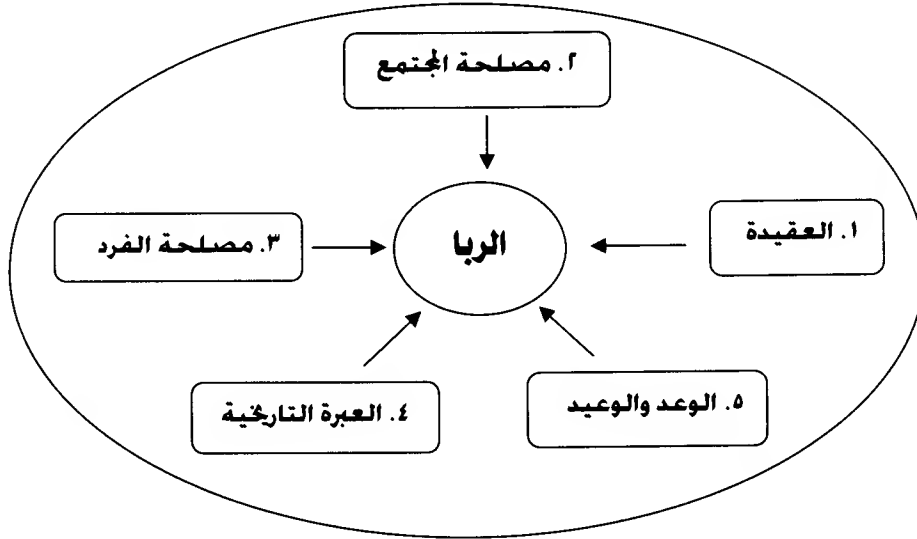 ٢. مصلحة المجتمع
١. العقيدة
الربا
٣. مصلحة الفرد
٥. الوعد والوعيد
٤. العبرة التاريخية